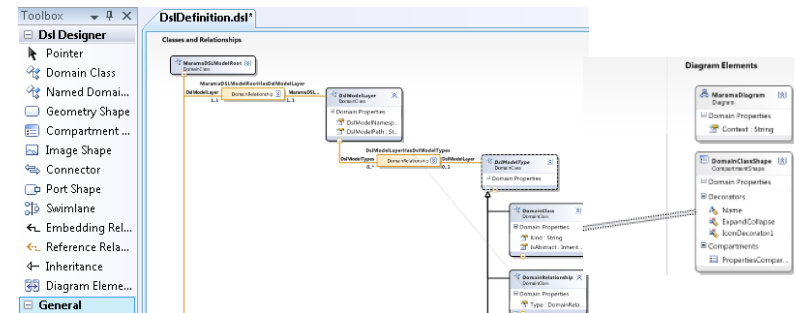 Toolbox
Dsl Designer
Pointer
Domain Class
Named Domai...
Geometry Shape
Compartment ...
Image Shape
Connector
Port Shape
Swimlane
Embedding Rel...
Reference Rela...
Inheritance
Diagram Eleme...
General
DslDefinition.dsl*
Classes and Relationships
MaramaDSLModelRoot
DomainClass
MaramaDSLModelRootHasDslModelLayer
DslModelLayer
DomainRelationship
MaramaDSL...
1..1
1..1
DslModelLayer
DomainClass
Domain Properties
DslModelNamesp...
DslModelPath : St...
DslModelLayerHasDslModelTypes
DslModelTypes
DomainRelationship
DslModelLayer
0..*
0..1
DslModelType
DomainClass
Domain Properties
DomainClass
DomainClass
Domain Properties
Kind : String
IsAbstract : Inherit...
DomainRelationship
DomainClass
Domain Properties
Type : DomainRela...
Diagram Elements
MaramaDiagram
Diagram
Domain Properties
Context : String
DomainClassShape
CompartmentShape
Domain Properties
Decorators
Name
ExpandCollapse
IconDecorator1
Compartments
PropertiesCompar...